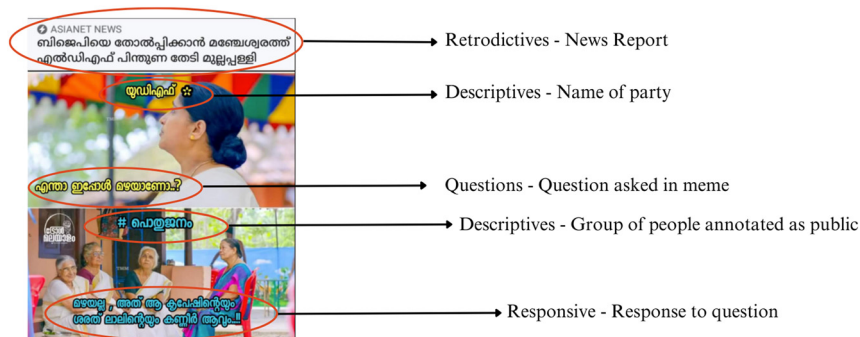 ASIANET NEWS
ബിജെപിയെ തോൽപ്പിക്കാൻ മഞ്ചേശ്വരത്ത്
എൽഡിഎഫ് പിന്തുണ തേടി മുല്ലപ്പള്ളി
Retrodictives - News Report
യുഡിഎഫ്
Descriptives - Name of party
എന്താ ഇപ്പോൾ മഴയാണോ..?
Questions - Question asked in meme
# പൊതുജനം
Descriptives - Group of people annotated as public
ട്രോൾ
മലയാളം
മഴയല്ല , അത് ആ കൃപേഷിന്റെയും
ശരത് ലാലിന്റെയും കണ്ണീർ ആവും..!!
Responsive - Response to question